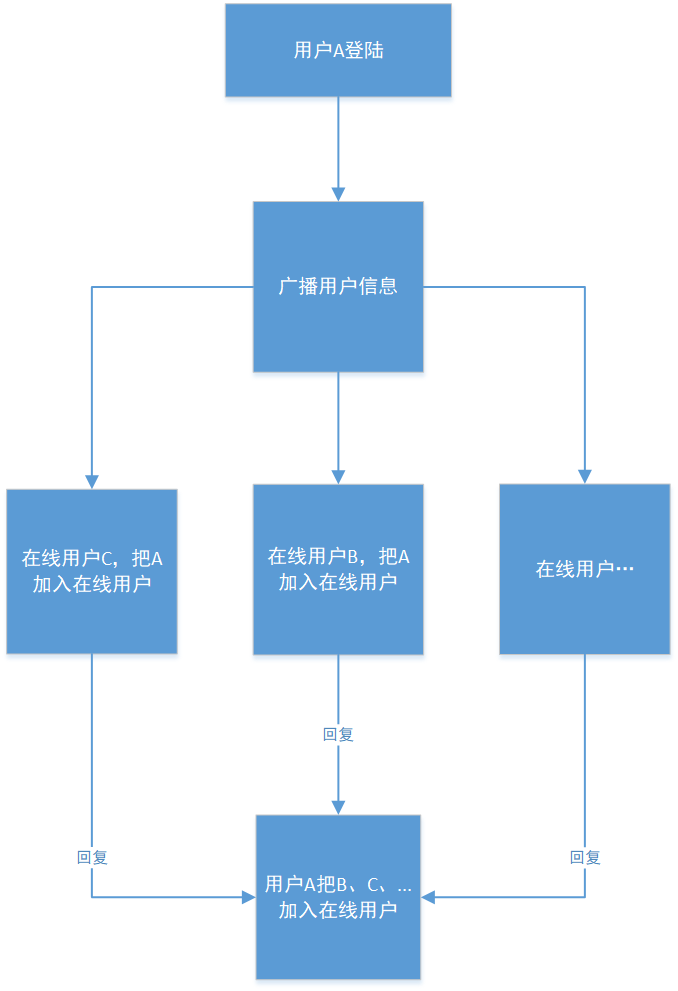 用户A登陆
广播用户信息
在线用户C，把A
加入在线用户
在线用户B，把A
加入在线用户
在线用户…
回复
回复
回复
用户A把B、C、...
加入在线用户